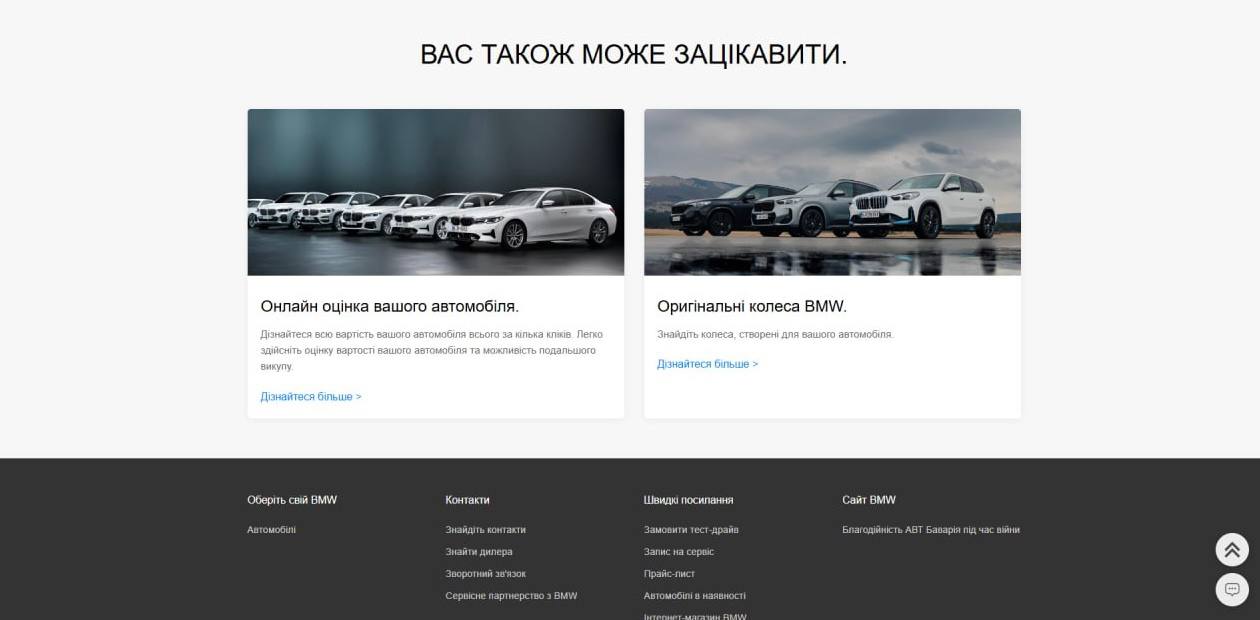 ВАС ТАКОЖ МОЖЕ ЗАЦІКАВИТИ.
Онлайн оцінка вашого автомобіля.
Дізнайтеся всю вартість вашого автомобіля всього за кілька кліків. Легко
здійсніть оцінку вартості вашого автомобіля та можливість подальшого
викупу.
Дізнайтеся більше >
Оригінальні колеса BMW.
Знайдіть колеса, створені для вашого автомобіля.
Дізнайтеся більше >
Оберіть свій BMW
Автомобілі
Контакти
Знайдіть контакти
Знайти дилера
Зворотний зв'язок
Сервісне партнерство з BMW
Швидкі посилання
Замовити тест-драйв
Запис на сервіс
Прайс-лист
Автомобілі в наявності
Інтернет-магазин BMW
Сайт BMW
Благодійність АВТ Баварія під час війни